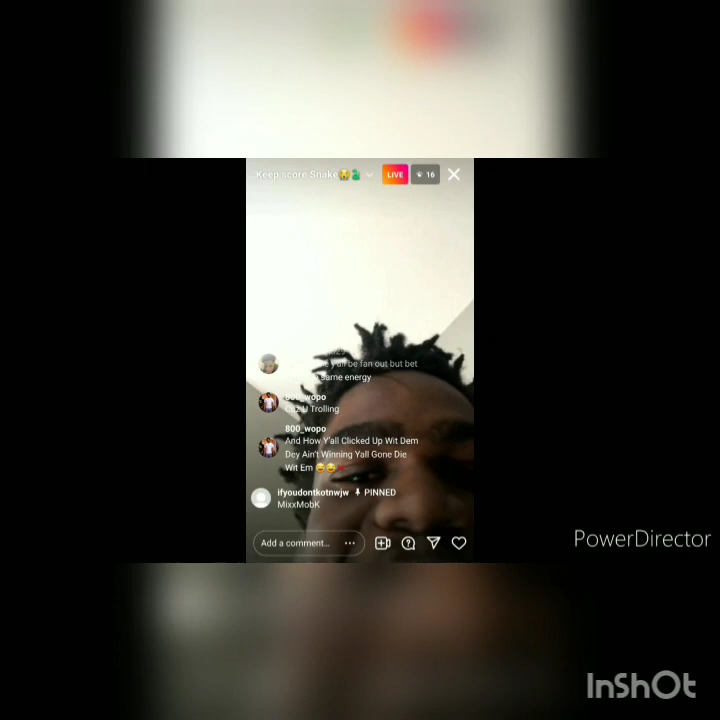 Keep score Snake😭🧌
LIVE
16
y'all be fan out but bet
same energy
800_wopo
Cuz U Trolling
800_wopo
And How Y'all Clicked Up Wit Dem
Dey Ain't Winning Yall Gone Die
Wit Em 😂😂❌
ifyoudontkotnwjw 📌 PINNED
MixxMobK
Add a comment...
PowerDirector
InShOt